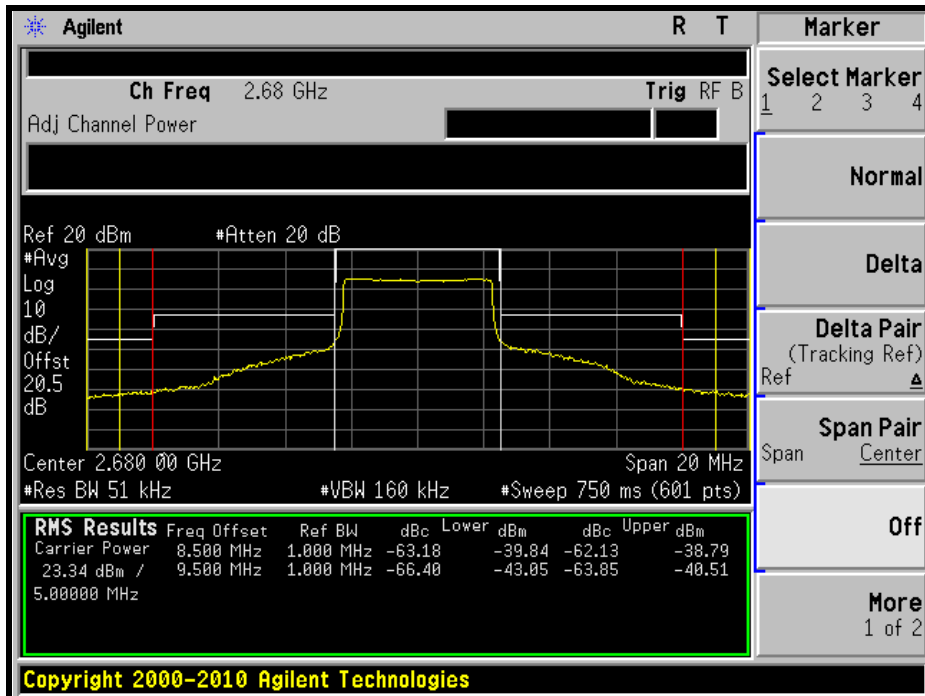 Agilent R T
Marker
Ch Freq 2.68 GHz Trig RF B
Adj Channel Power
Select Marker
1 2 3 4
Normal
Delta
Delta Pair
(Tracking Ref)
Ref Δ
Span Pair
Span Center
Off
More
1 of 2
Ref 20 dBm #Atten 20 dB
#Avg
Log
10
dB/
Offst
20.5
dB
Center 2.680 00 GHz Span 20 MHz
#Res BW 51 kHz #VBW 160 kHz #Sweep 750 ms (601 pts)
RMS Results Freq Offset Ref BW dBc Lower dBm dBc Upper dBm
Carrier Power 8.500 MHz 1.000 MHz -63.18 -39.84 -62.13 -38.79
23.34 dBm / 9.500 MHz 1.000 MHz -66.40 -43.05 -63.85 -40.51
5.00000 MHz
Copyright 2000-2010 Agilent Technologies